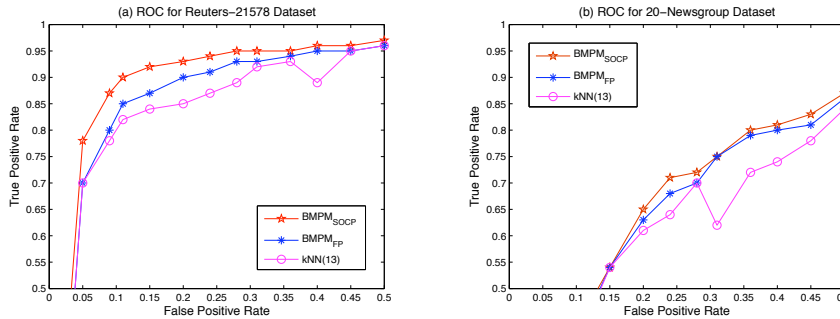 (a) ROC for Reuters−21578 Dataset
True Positive Rate
1
0.95
0.9
0.85
0.8
0.75
0.7
0.65
0.6
0.55
0.5
BMPM_SOCP
BMPM_FP
kNN(13)
0 0.05 0.1 0.15 0.2 0.25 0.3 0.35 0.4 0.45 0.5
False Positive Rate
(b) ROC for 20−Newsgroup Dataset
True Positive Rate
1
0.95
0.9
0.85
0.8
0.75
0.7
0.65
0.6
0.55
0.5
BMPM_SOCP
BMPM_FP
kNN(13)
0 0.05 0.1 0.15 0.2 0.25 0.3 0.35 0.4 0.45
False Positive Rate